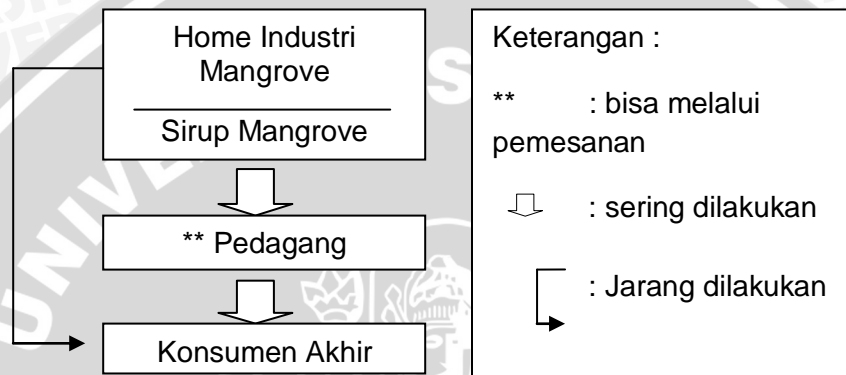 Home Industri
Mangrove
Sirup Mangrove
** Pedagang
Konsumen Akhir
Keterangan :
** : bisa melalui
pemesanan
: sering dilakukan
: Jarang dilakukan